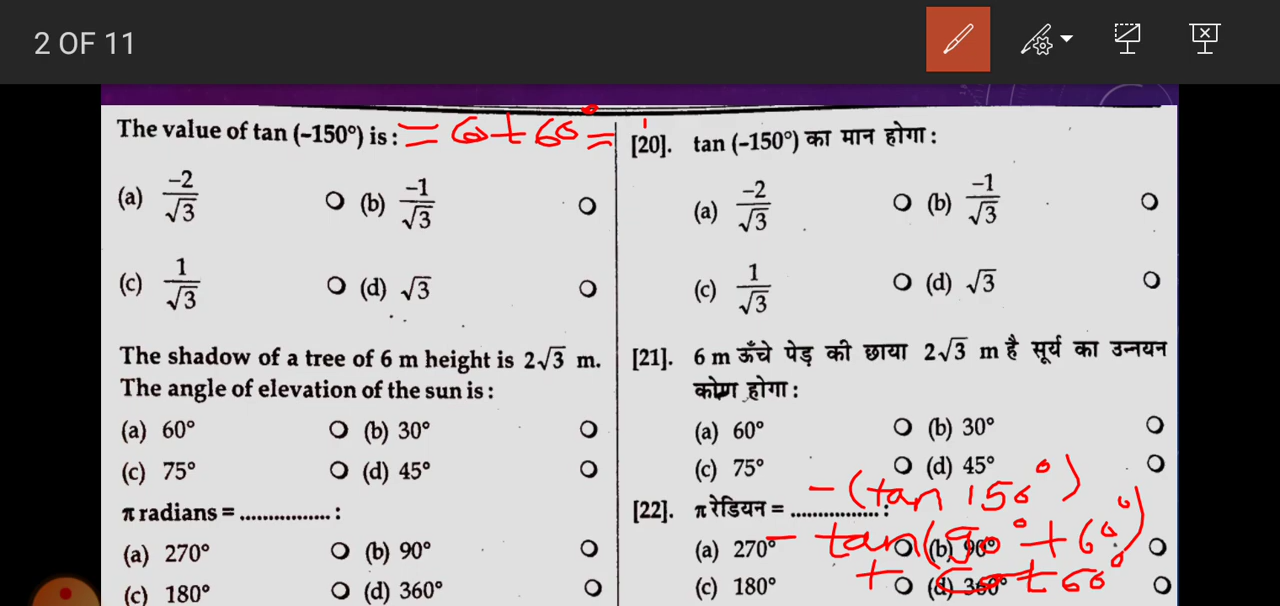 2 OF 11
The value of tan (−150°) is : = cot 60° =
(a) −2/√3 (b) −1/√3
(c) 1/√3 (d) √3
The shadow of a tree of 6 m height is 2√3 m.
The angle of elevation of the sun is :
(a) 60° (b) 30°
(c) 75° (d) 45°
π radians = ................. :
(a) 270° (b) 90°
(c) 180° (d) 360°
[20]. tan (−150°) का मान होगा :
(a) −2/√3 (b) −1/√3
(c) 1/√3 (d) √3
[21]. 6 m ऊँचे पेड़ की छाया 2√3 m है सूर्य का उन्नयन
कोण होगा :
(a) 60° (b) 30°
(c) 75° (d) 45°
− (tan 150°)
[22]. π रेडियन = ................. :
− tan(90° + 60°)
(a) 270° (b) 90°
+ cot 60°
(c) 180° (d) 360°